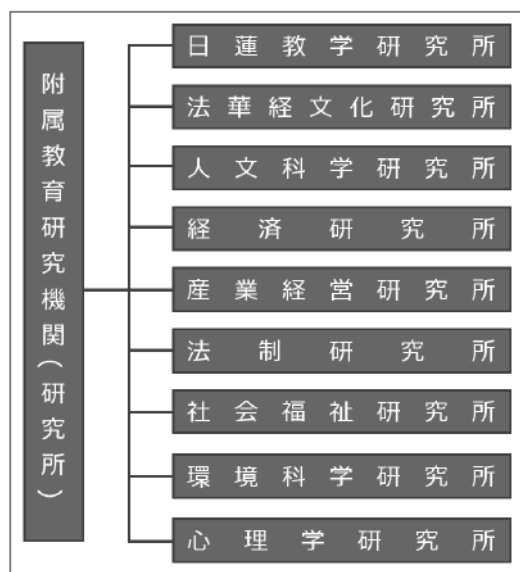 附属教育研究機関(研究所)
日蓮教学研究所
法華経文化研究所
人文科学研究所
経済研究所
産業経営研究所
法制研究所
社会福祉研究所
環境科学研究所
心理学研究所